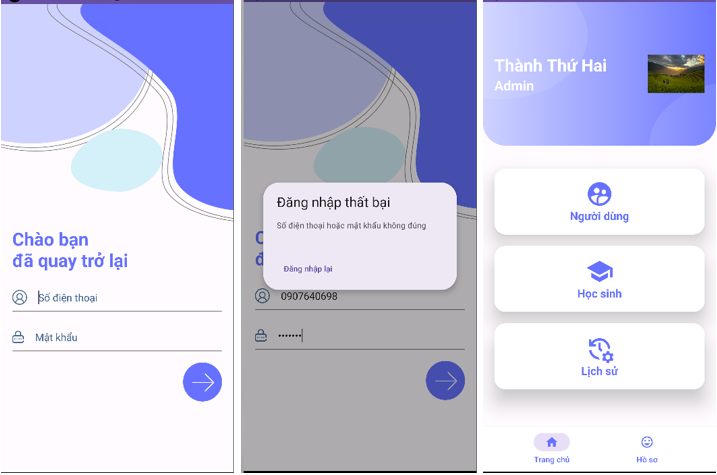 Chào bạn
đã quay trở lại
Số điện thoại
Mật khẩu
Đăng nhập thất bại
Số điện thoại hoặc mật khẩu không đúng
Đăng nhập lại
0907640698
•••••••
Thành Thứ Hai
Admin
Người dùng
Học sinh
Lịch sử
Trang chủ
Hồ sơ